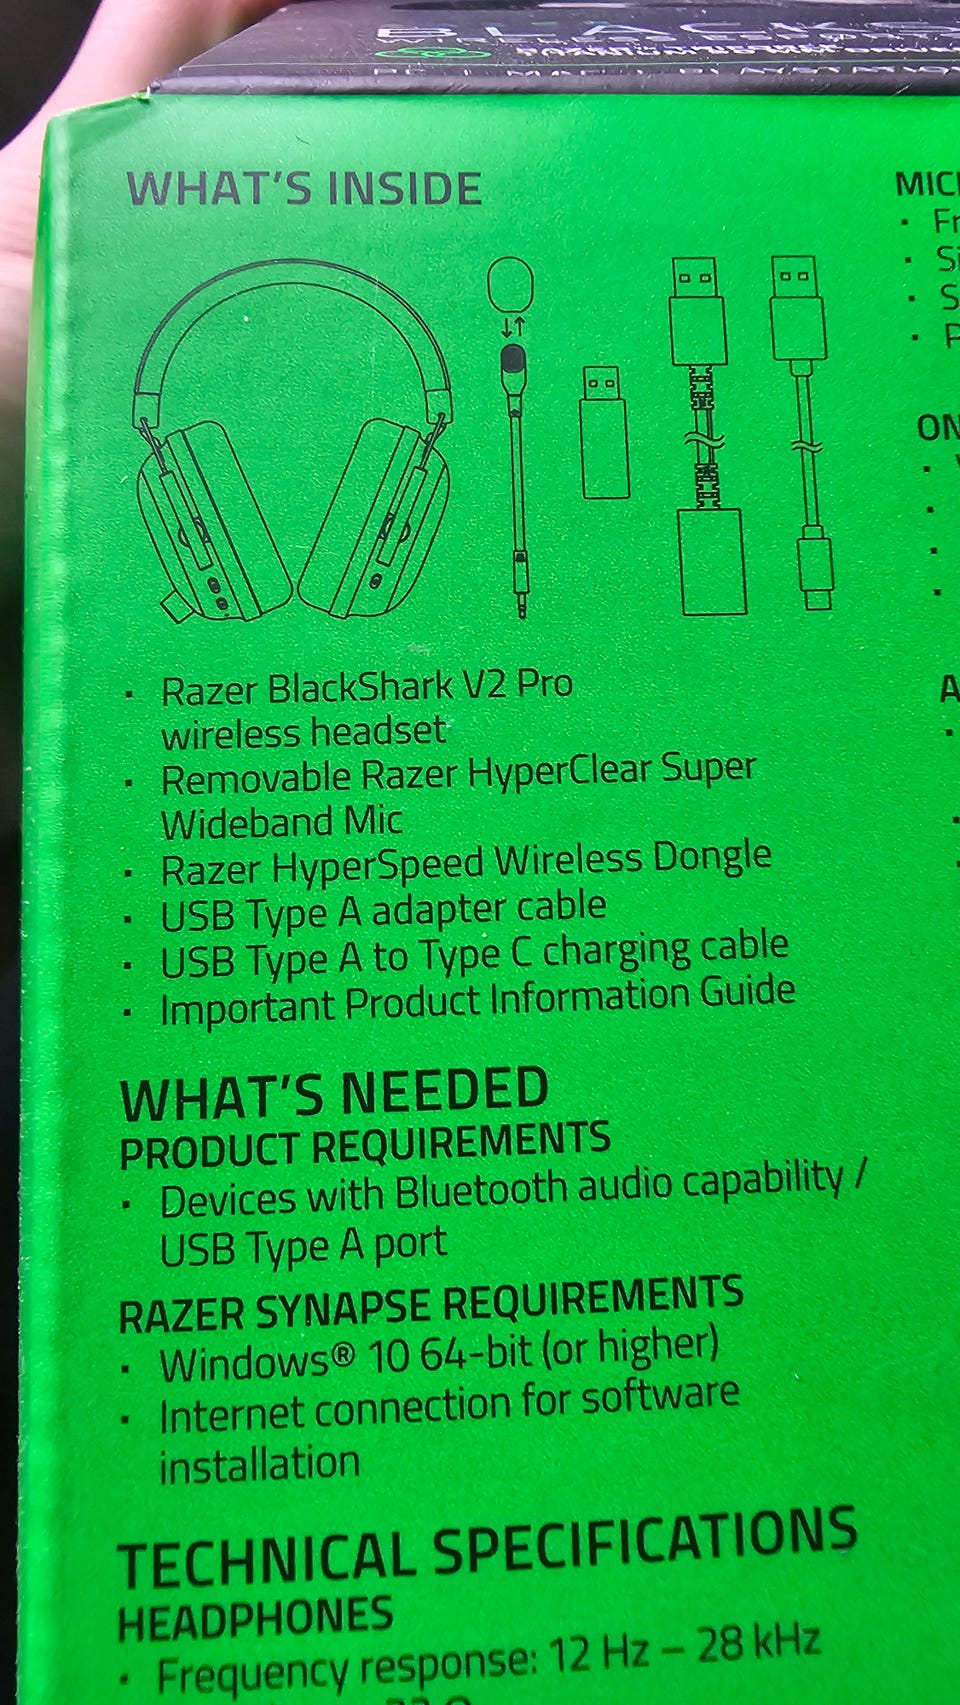 WHAT'S INSIDE
· Razer BlackShark V2 Pro
wireless headset
· Removable Razer HyperClear Super
Wideband Mic
· Razer HyperSpeed Wireless Dongle
· USB Type A adapter cable
· USB Type A to Type C charging cable
· Important Product Information Guide
WHAT'S NEEDED
PRODUCT REQUIREMENTS
· Devices with Bluetooth audio capability /
USB Type A port
RAZER SYNAPSE REQUIREMENTS
· Windows® 10 64-bit (or higher)
· Internet connection for software
installation
TECHNICAL SPECIFICATIONS
HEADPHONES
· Frequency response: 12 Hz – 28 kHz